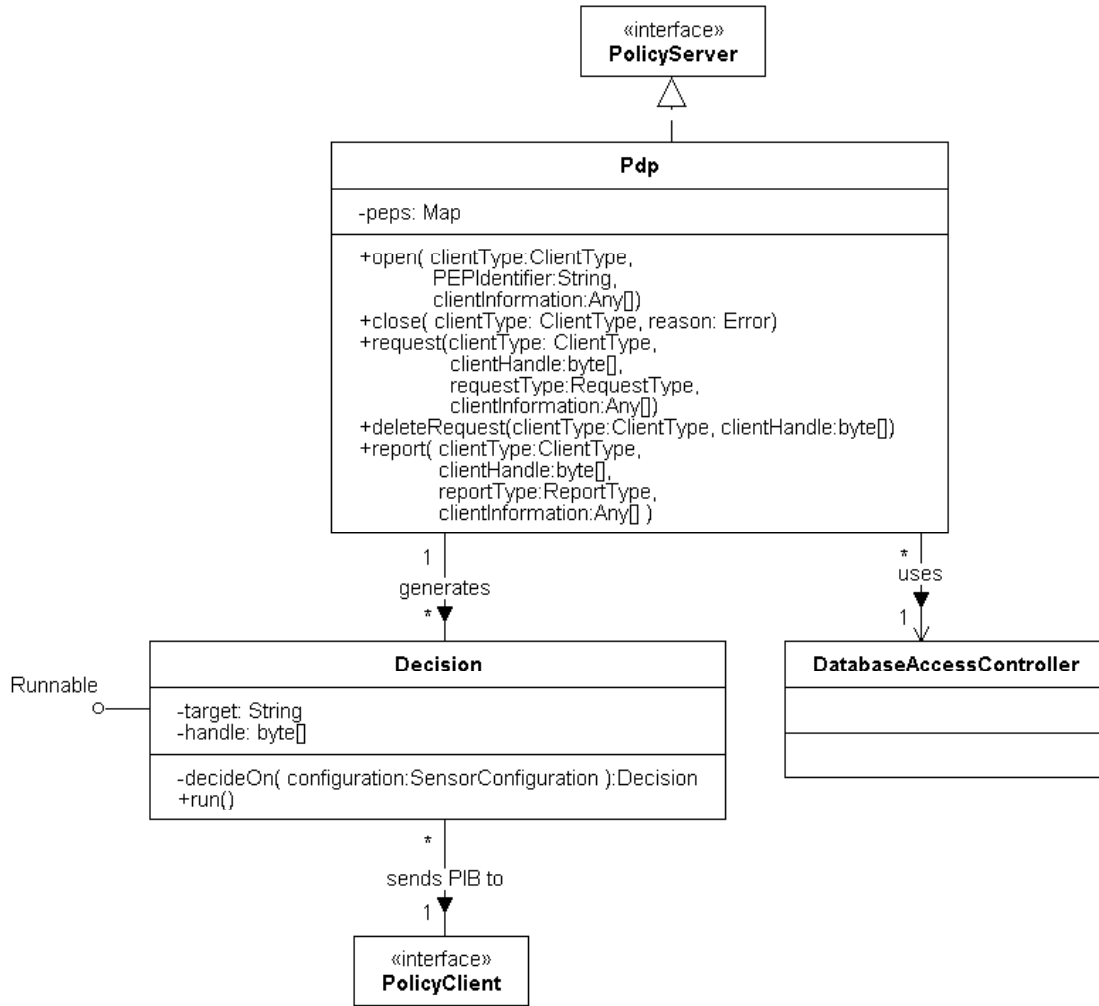 «interface»
PolicyServer
Pdp
-peps: Map
+open( clientType:ClientType,
PEPIdentifier:String,
clientInformation:Any[])
+close( clientType: ClientType, reason: Error)
+request(clientType: ClientType,
clientHandle:byte[],
requestType:RequestType,
clientInformation:Any[])
+deleteRequest(clientType:ClientType, clientHandle:byte[])
+report( clientType:ClientType,
clientHandle:byte[],
reportType:ReportType,
clientInformation:Any[] )
1
generates
*
*
uses
1
Runnable
Decision
-target: String
-handle: byte[]
-decideOn( configuration:SensorConfiguration ):Decision
+run()
DatabaseAccessController
*
sends PIB to
1
«interface»
PolicyClient